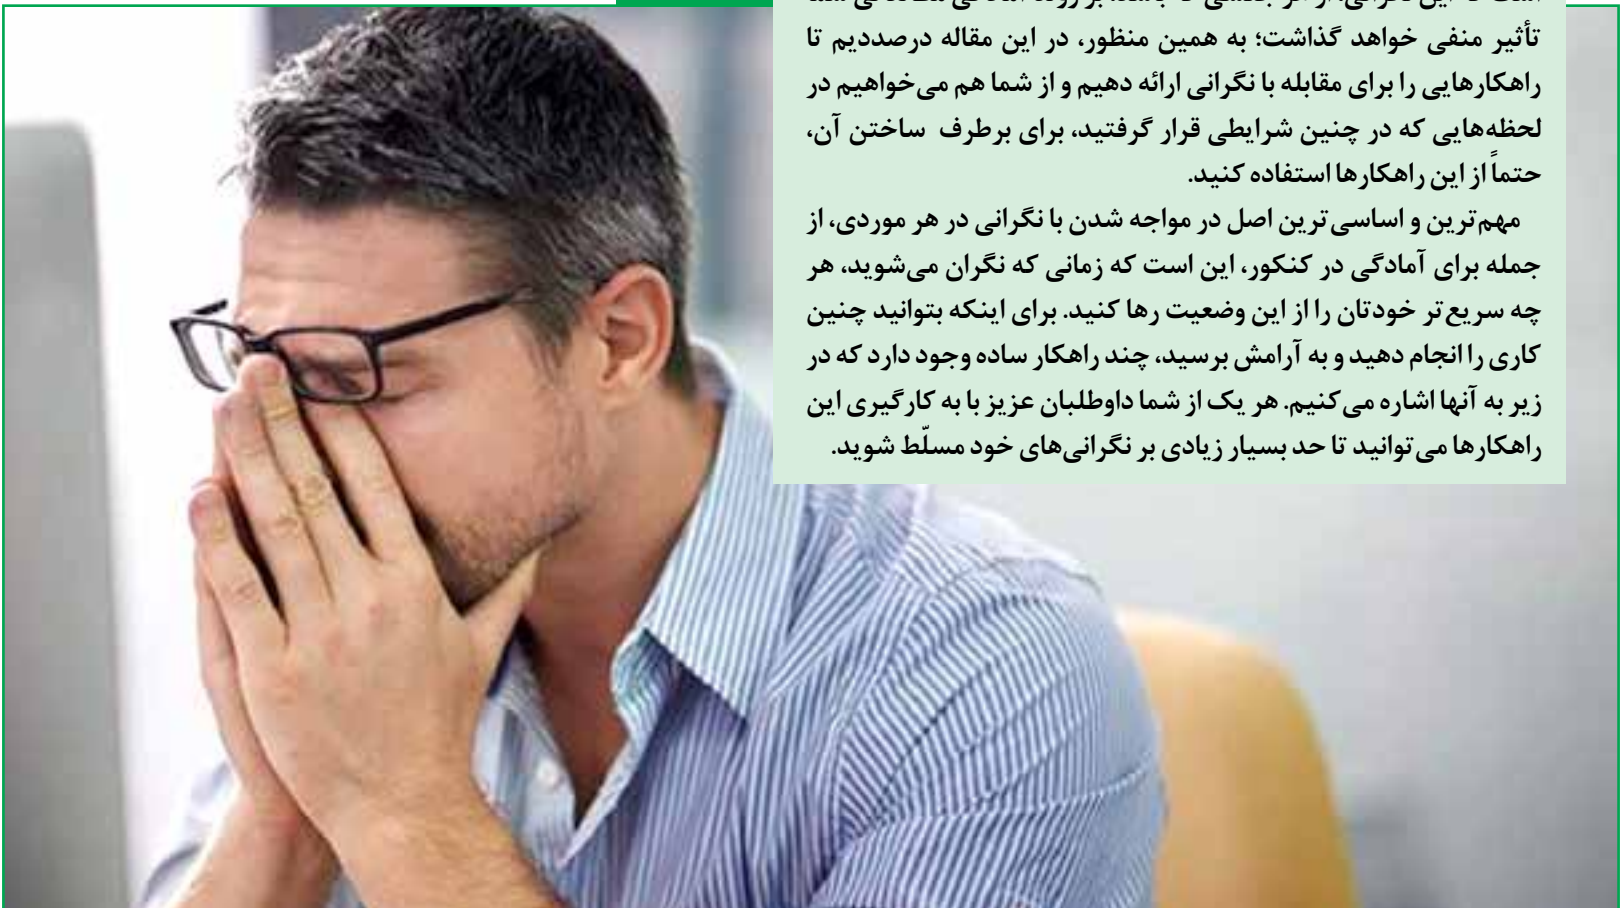 تأثیر منفی خواهد گذاشت؛ به همین منظور، در این مقاله درصددیم تا
راهکارهایی را برای مقابله با نگرانی ارائه دهیم و از شما هم می‌خواهیم در
لحظه‌هایی که در چنین شرایطی قرار گرفتید، برای برطرف ساختن آن،
حتماً از این راهکارها استفاده کنید.
مهم‌ترین و اساسی‌ترین اصل در مواجه شدن با نگرانی در هر موردی، از
جمله برای آمادگی در کنکور، این است که زمانی که نگران می‌شوید، هر
چه سریع‌تر خودتان را از این وضعیت رها کنید. برای اینکه بتوانید چنین
کاری را انجام دهید و به آرامش برسید، چند راهکار ساده وجود دارد که در
زیر به آنها اشاره می‌کنیم. هر یک از شما داوطلبان عزیز با به کارگیری این
راهکارها می‌توانید تا حد بسیار زیادی بر نگرانی‌های خود مسلّط شوید.